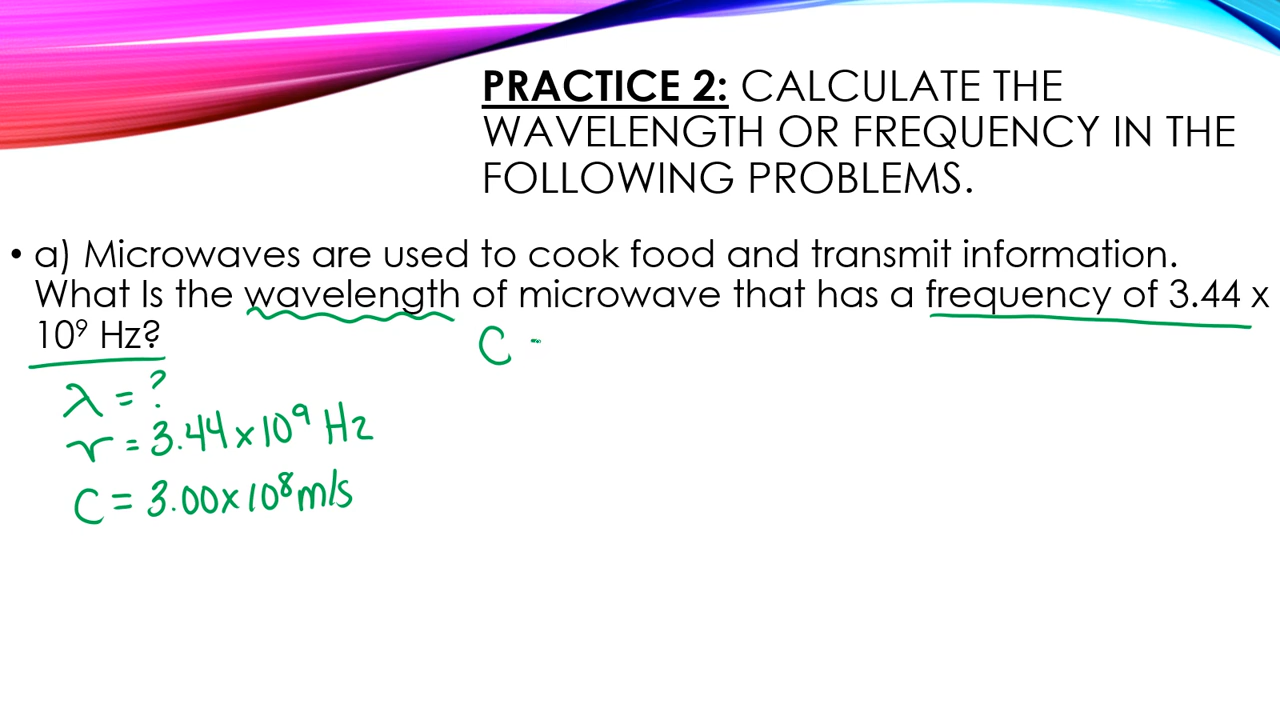 PRACTICE 2: CALCULATE THE
WAVELENGTH OR FREQUENCY IN THE
FOLLOWING PROBLEMS.
• a) Microwaves are used to cook food and transmit information.
What Is the wavelength of microwave that has a frequency of 3.44 x
10⁹ Hz?
C -
λ = ?
ν = 3.44 x 10⁹ Hz
C = 3.00 x 10⁸ m/s